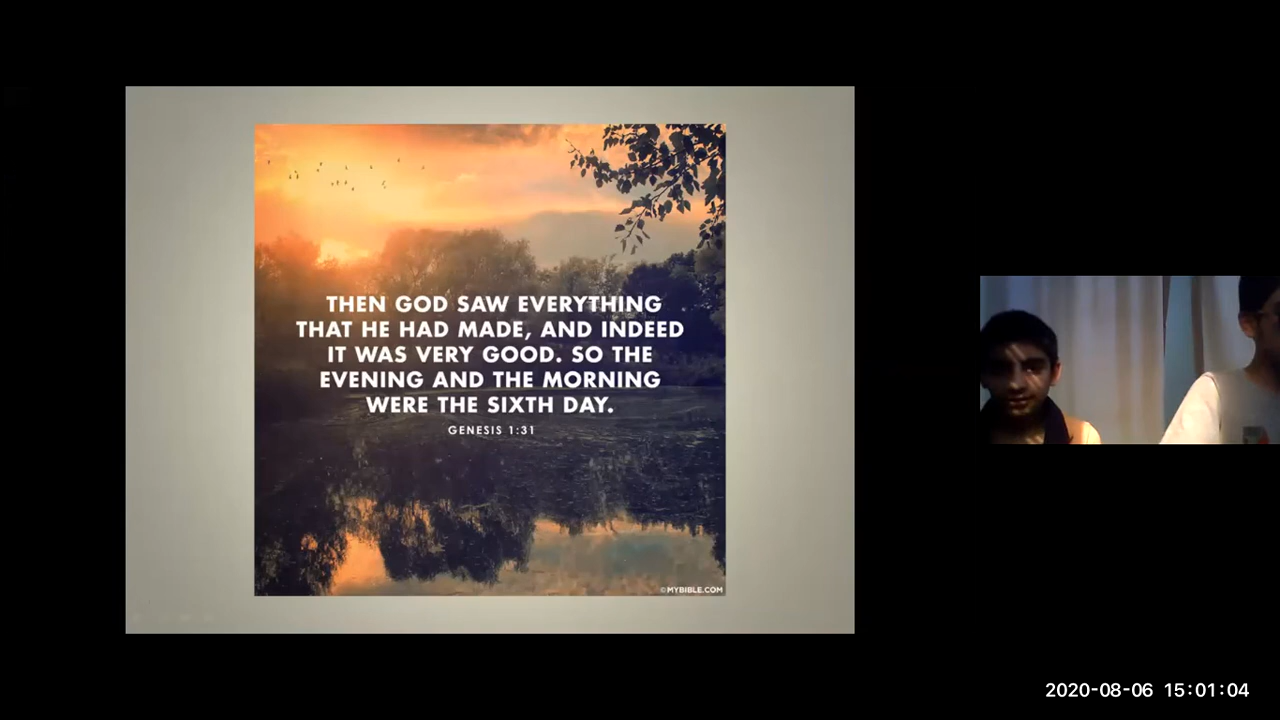 THEN GOD SAW EVERYTHING
THAT HE HAD MADE, AND INDEED
IT WAS VERY GOOD. SO THE
EVENING AND THE MORNING
WERE THE SIXTH DAY.
GENESIS 1:31
©MYBIBLE.COM
2020-08-06 15:01:04